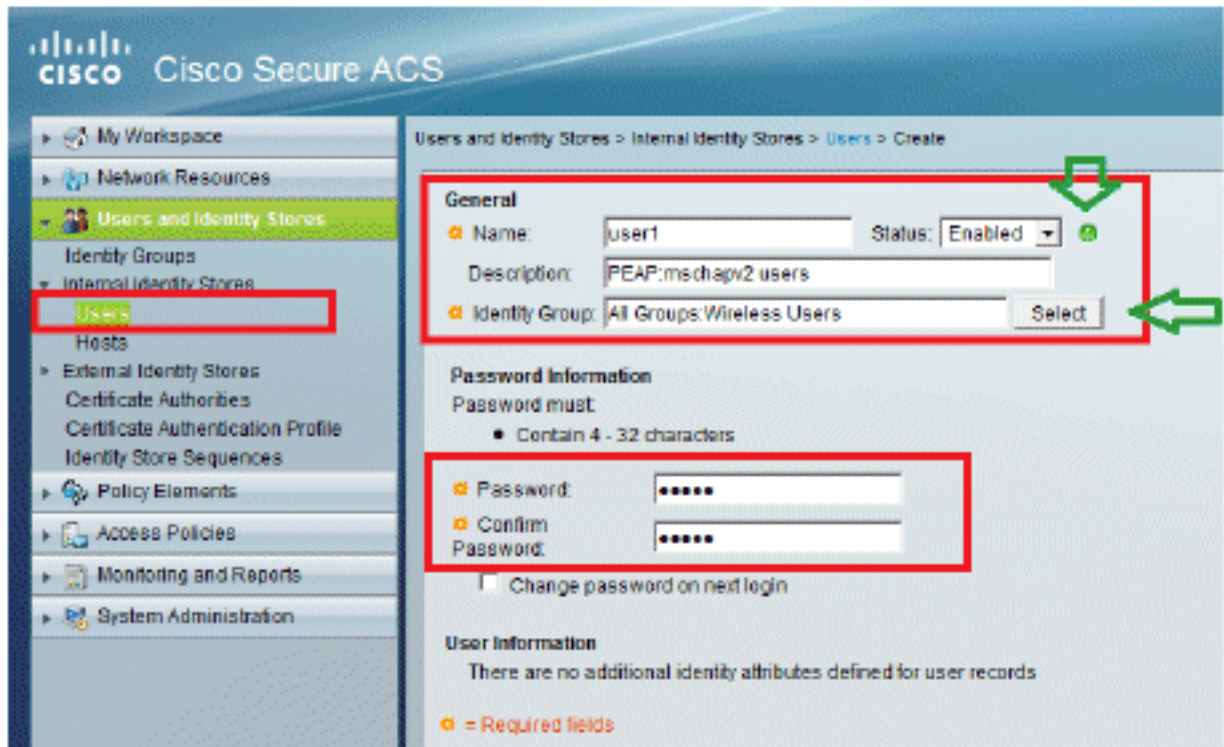 CISCO Cisco Secure ACS
My Workspace
Network Resources
Users and Identity Stores
Identity Groups
Internal Identity Stores
Users
Hosts
External Identity Stores
Certificate Authorities
Certificate Authentication Profile
Identity Store Sequences
Policy Elements
Access Policies
Monitoring and Reports
System Administration
Users and Identity Stores > Internal Identity Stores > Users > Create
General
Name: user1 Status: Enabled
Description: PEAP:mschapv2 users
Identity Group: All Groups:Wireless Users Select
Password Information
Password must:
• Contain 4 - 32 characters
Password: •••••
Confirm
Password: •••••
Change password on next login
User Information
There are no additional identity attributes defined for user records
= Required fields